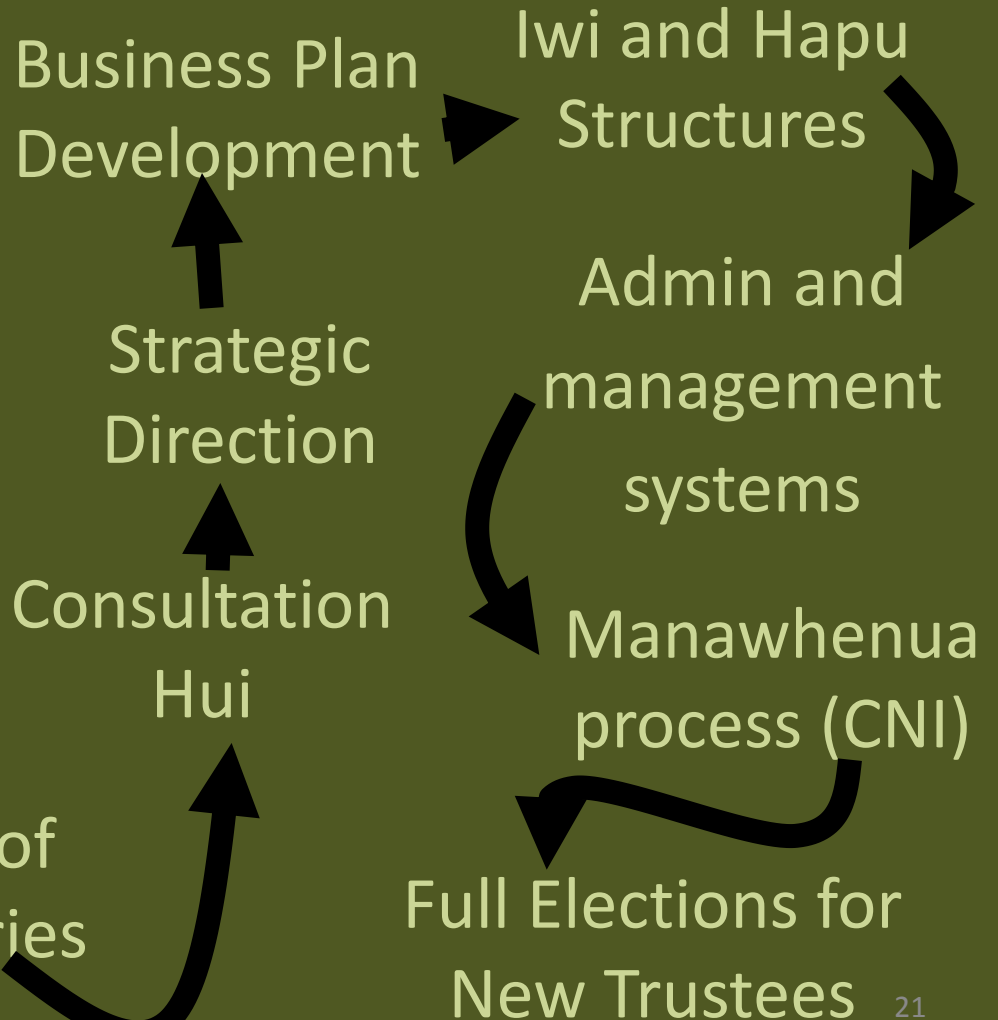 Business Plan
Development
Iwi and Hapu
Structures
Admin and
management
systems
Strategic
Direction
Consultation
Hui
Manawhenua
process (CNI)
of
Full Elections for
New Trustees
21